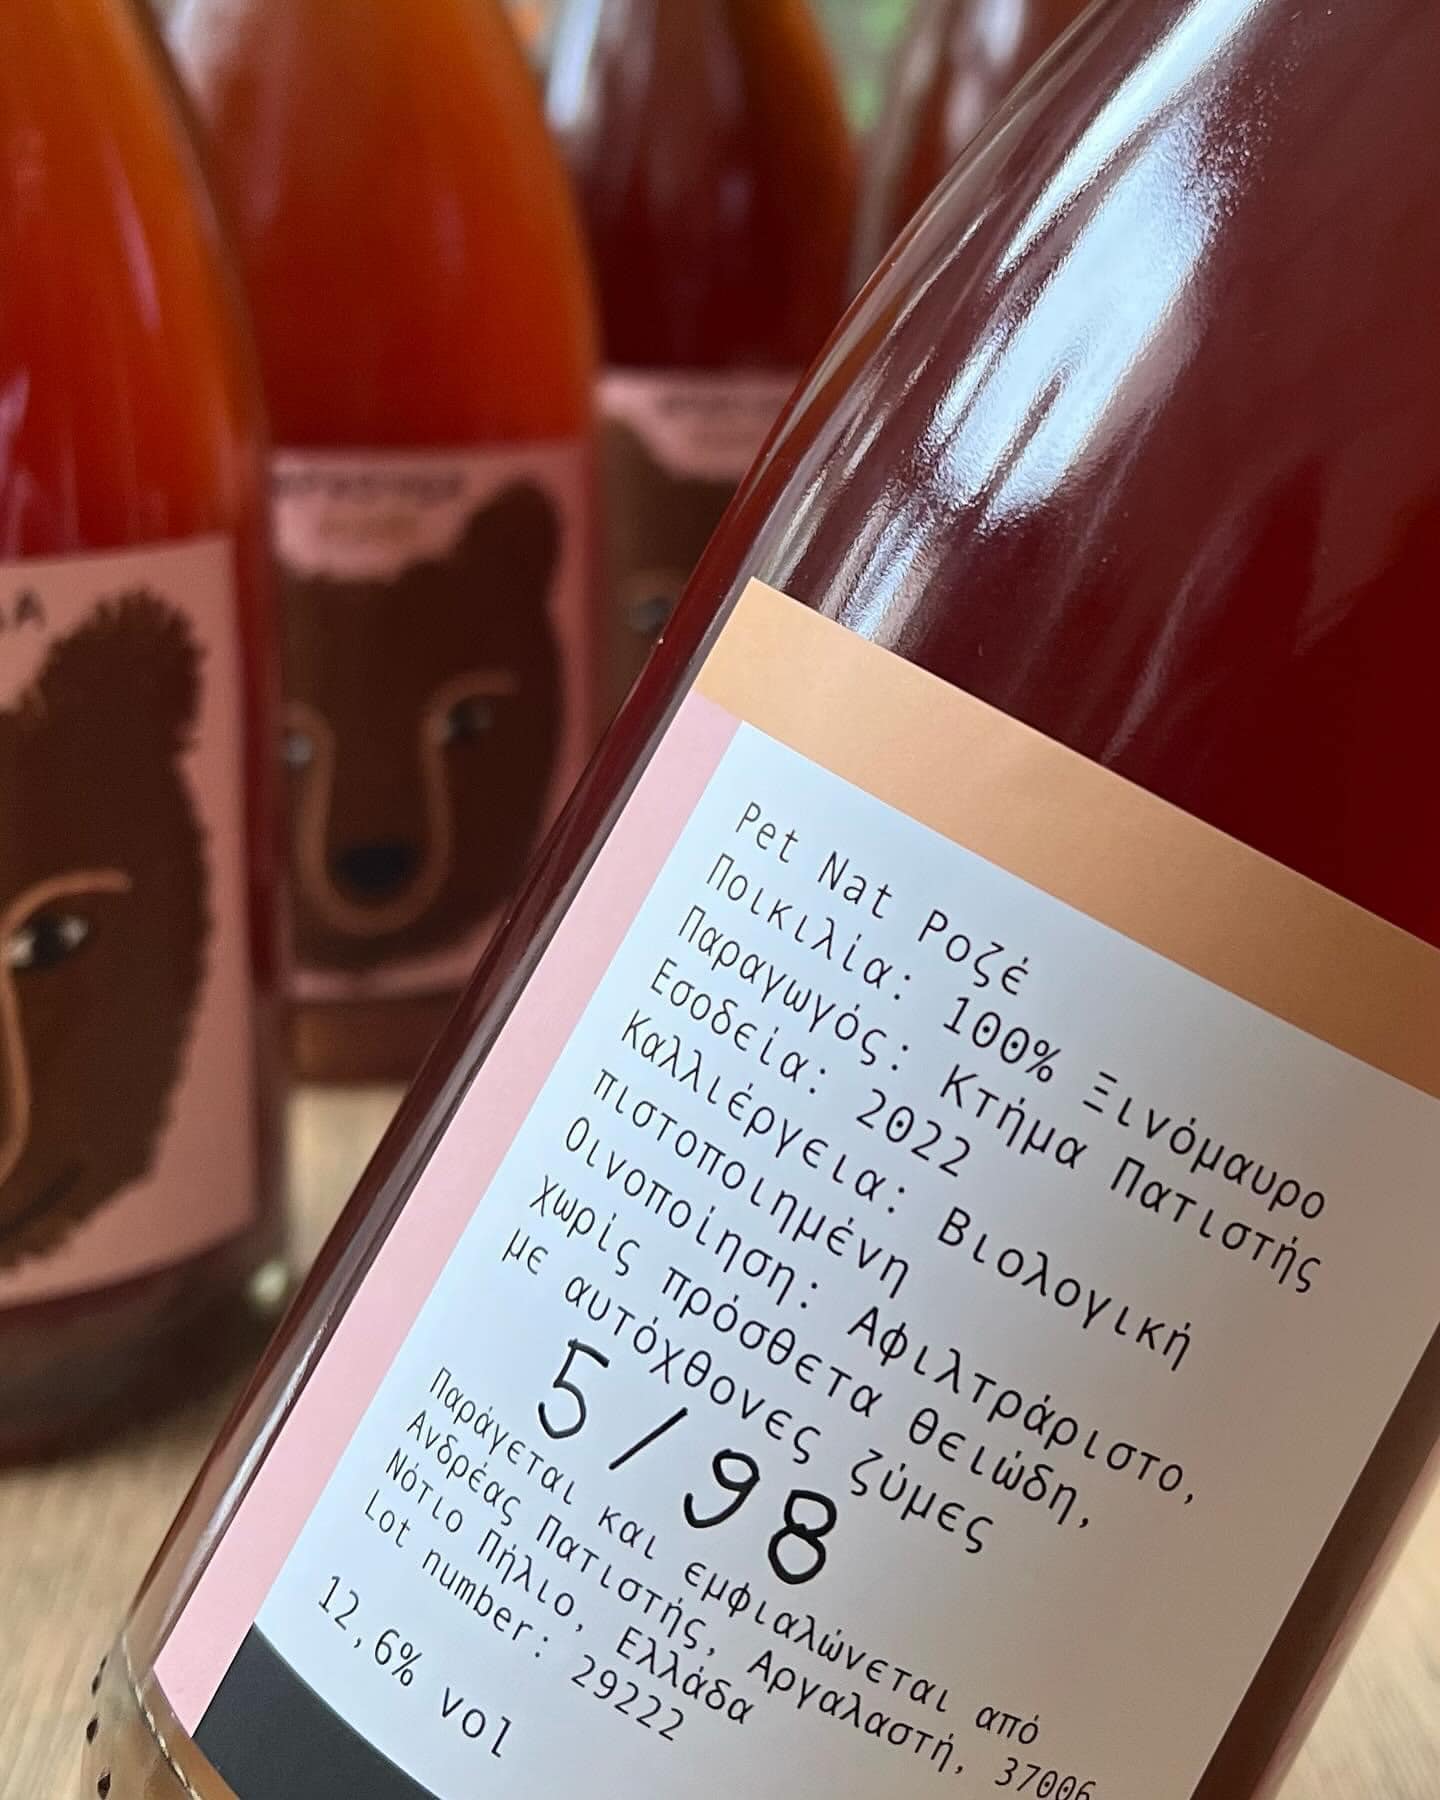 Pet Nat Ροζέ
Ποικιλία: 100% Ξινόμαυρο
Παραγωγός: Κτήμα Πατιστής
Εσοδεία: 2022
Καλλιέργεια: Βιολογική
πιστοποιημένη
Οινοποίηση: Αφιλτράριστο,
χωρίς πρόσθετα θειώδη,
με αυτόχθονες ζύμες
5/98
Παράγεται και εμφιαλώνεται από
Ανδρέας Πατιστής, Αργαλαστή, 37006
Νότιο Πήλιο, Ελλάδα
Lot number: 29222
12,6% vol